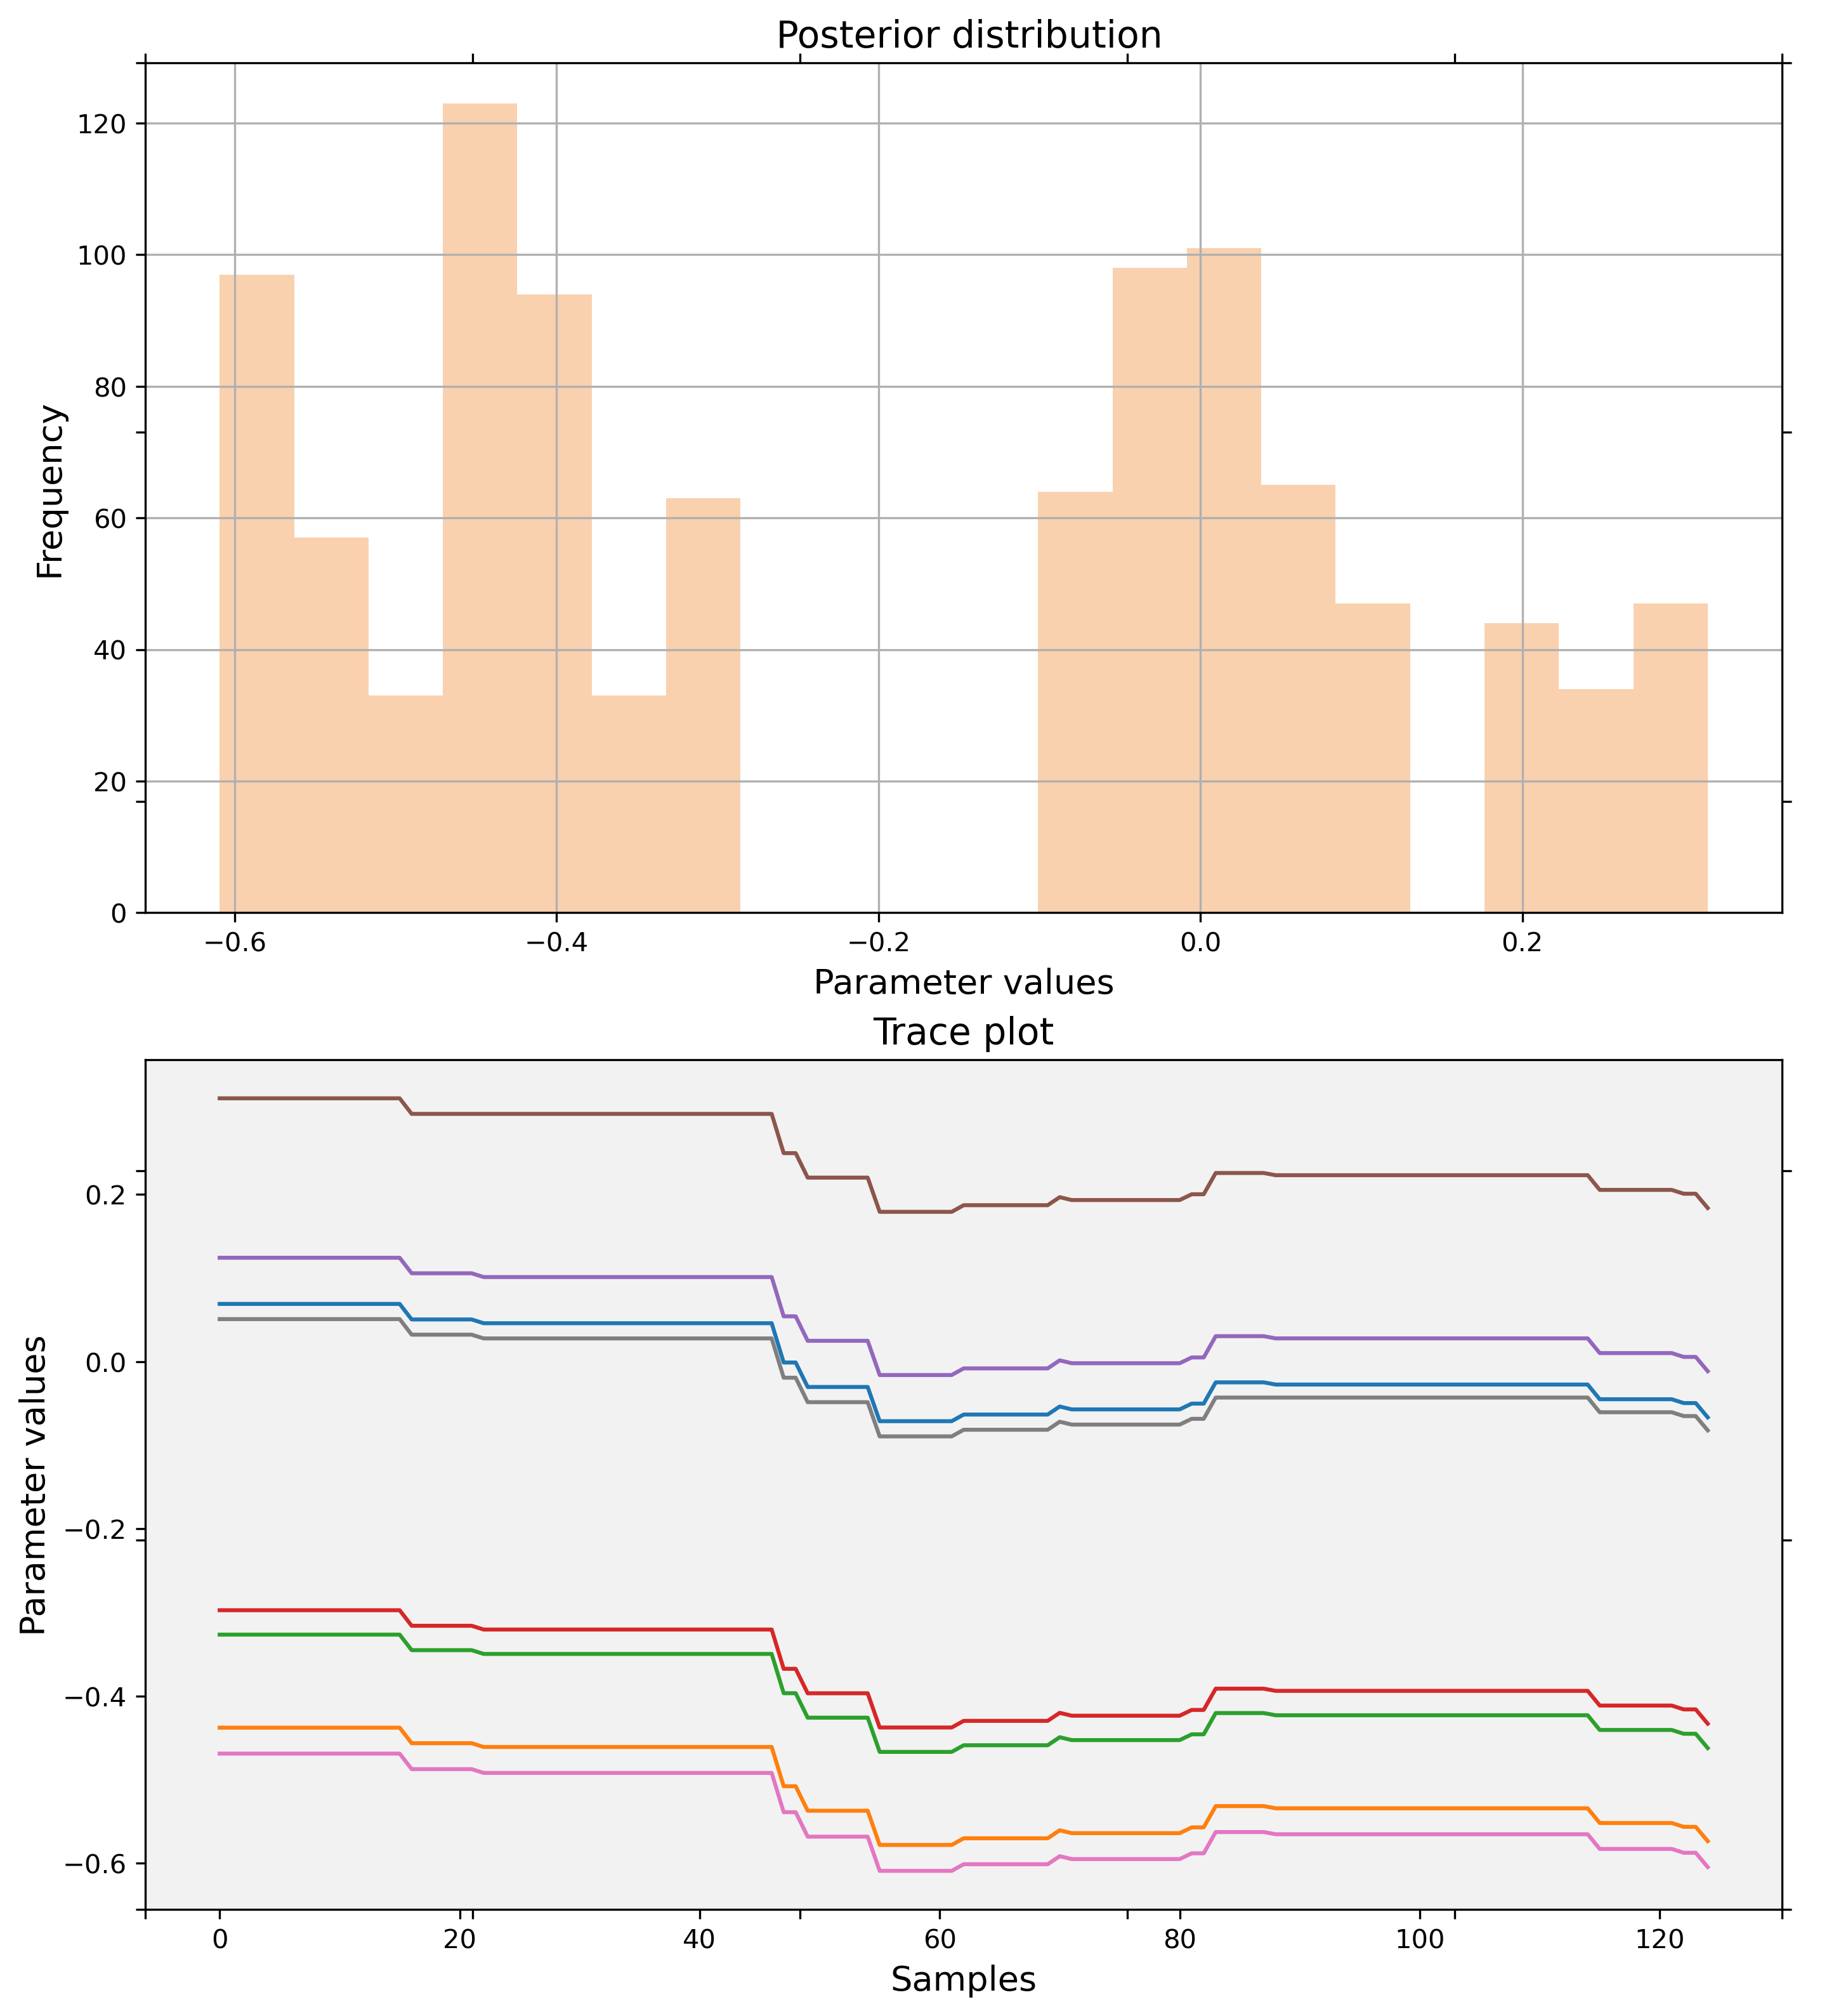 Posterior distribution
120
100
80
60
40
20
0
Frequency
−0.6 −0.4 −0.2 0.0 0.2
Parameter values
Trace plot
0.2
0.0
−0.2
−0.4
−0.6
Parameter values
0 20 40 60 80 100 120
Samples